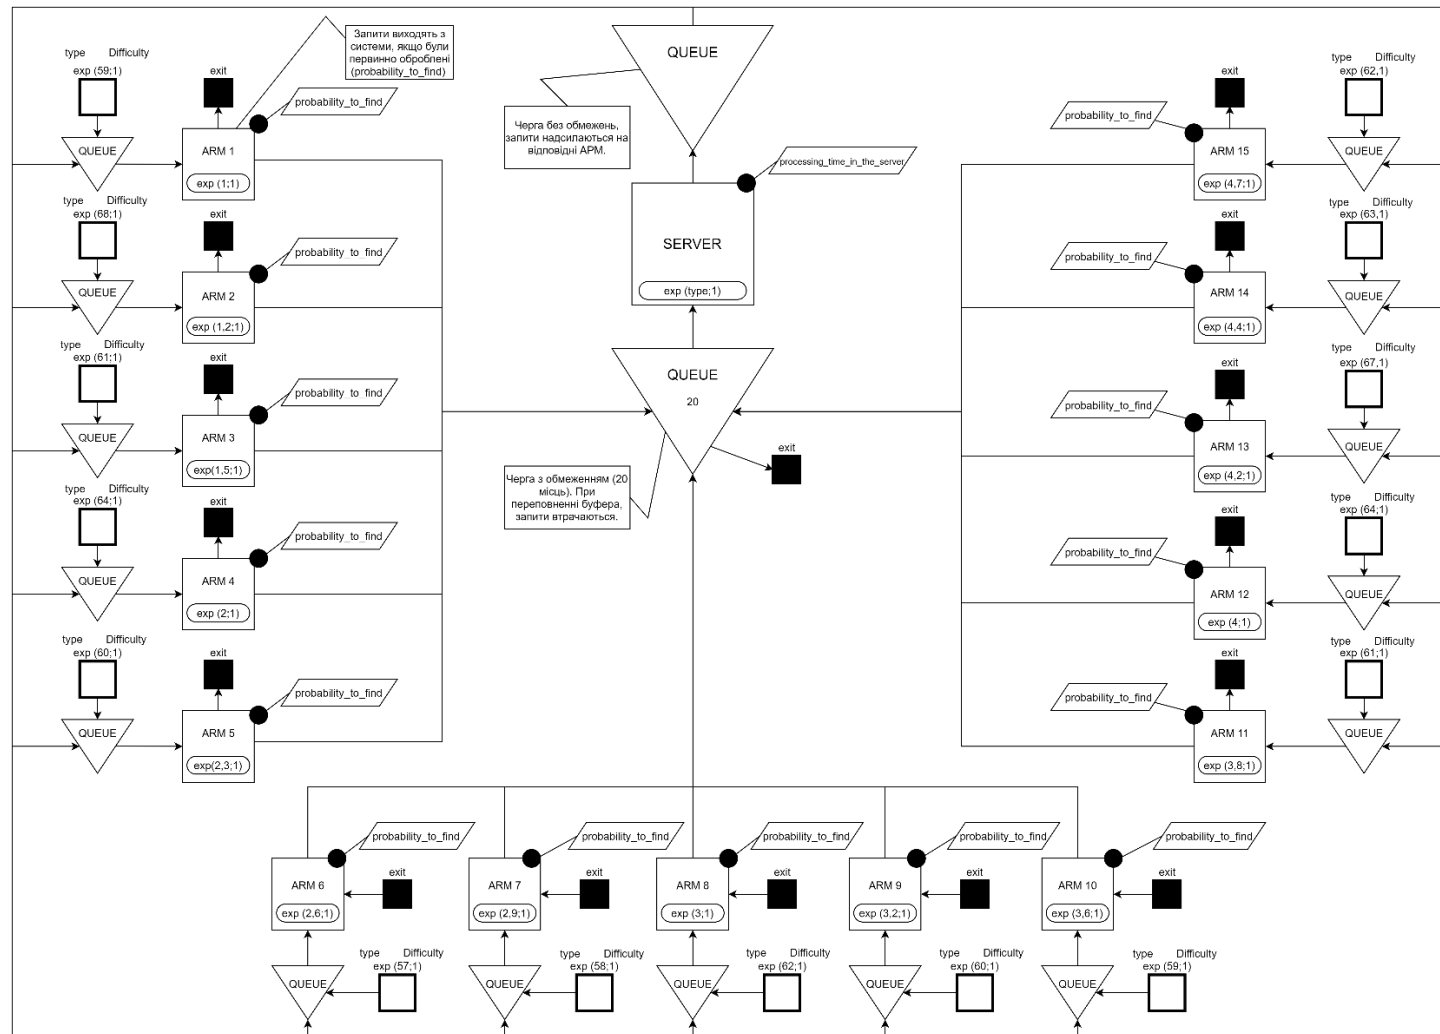 type Difficulty
exp (59;1)
QUEUE
exit
ARM 1
exp (1;1)
probability_to_find
Запити виходять з
системи, якщо були
первинно оброблені
(probability_to_find)
type Difficulty
exp (68;1)
QUEUE
exit
ARM 2
exp (1,2;1)
probability_to_find
type Difficulty
exp (61;1)
QUEUE
exit
ARM 3
exp(1,5;1)
probability_to_find
type Difficulty
exp (64;1)
QUEUE
exit
ARM 4
exp (2;1)
probability_to_find
type Difficulty
exp (60;1)
QUEUE
exit
ARM 5
exp(2,3;1)
probability_to_find
QUEUE
Черга без обмежень,
запити надсипаються на
відповідні АРМ.
processing_time_in_the_server
SERVER
exp (type;1)
QUEUE
20
exit
Черга з обмеженням (20
місць). При
переповненні буфера,
запити втрачаються.
type Difficulty
exp (62,1)
QUEUE
exit
probability_to_find
ARM 15
exp (4,7;1)
type Difficulty
exp (63,1)
QUEUE
exit
probability_to_find
ARM 14
exp (4,4;1)
type Difficulty
exp (67,1)
QUEUE
exit
probability_to_find
ARM 13
exp (4,2;1)
type Difficulty
exp (64;1)
QUEUE
exit
probability_to_find
ARM 12
exp (4;1)
type Difficulty
exp (61;1)
QUEUE
exit
probability_to_find
ARM 11
exp (3,8;1)
probability_to_find
ARM 6
exit
exp (2,6;1)
type Difficulty
exp (57;1)
QUEUE
probability_to_find
ARM 7
exit
exp (2,9;1)
type Difficulty
exp (58;1)
QUEUE
probability_to_find
ARM 8
exit
exp (3;1)
type Difficulty
exp (62;1)
QUEUE
probability_to_find
ARM 9
exit
exp (3,2;1)
type Difficulty
exp (60;1)
QUEUE
probability_to_find
ARM 10
exit
exp (3,6;1)
type Difficulty
exp (59;1)
QUEUE